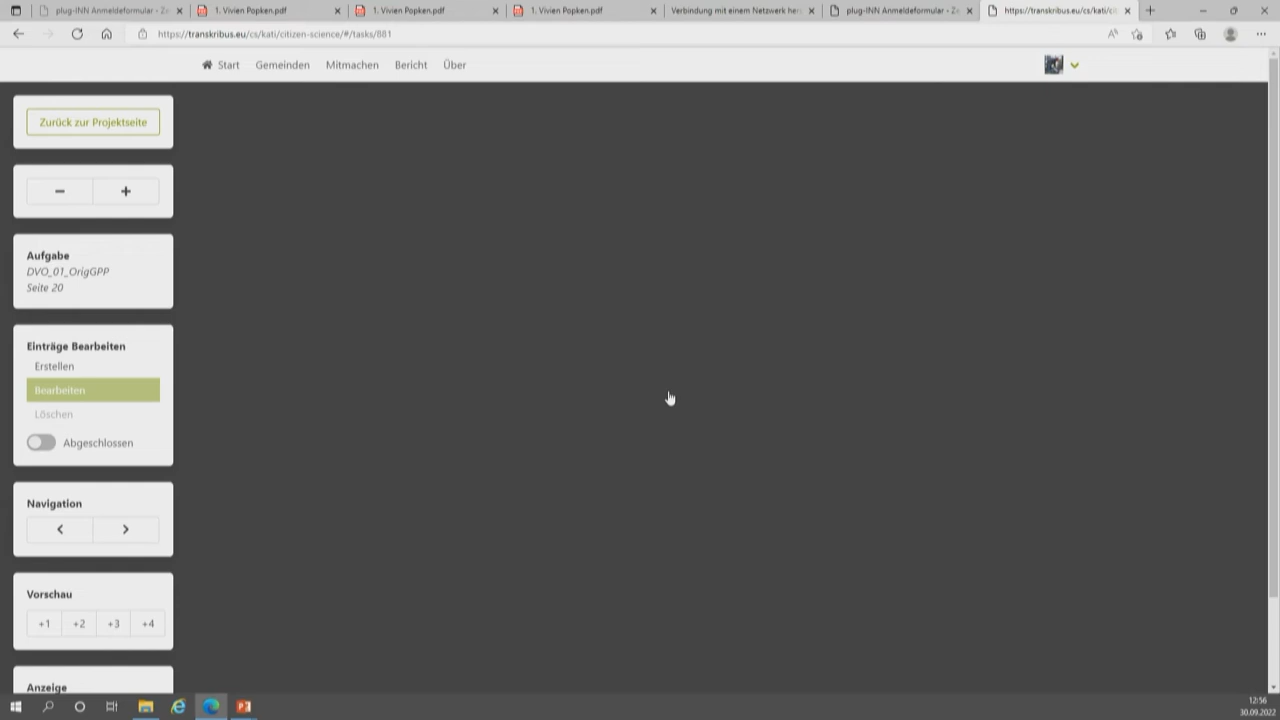 plug-INN Anmeldeformular - Ze
1. Vivien Popken.pdf
1. Vivien Popken.pdf
1. Vivien Popken.pdf
Verbindung mit einem Netzwerk her
plug-INN Anmeldeformular - Ze
https://transkribus.eu/cs/kati/cit
https://transkribus.eu/cs/kati/citizen-science/#/tasks/881
Start Gemeinden Mitmachen Bericht Über
Zurück zur Projektseite
− +
Aufgabe
DVO_01_OrigGPP
Seite 20
Einträge Bearbeiten
Erstellen
Bearbeiten
Löschen
Abgeschlossen
Navigation
< >
Vorschau
+1 +2 +3 +4
Anzeige
12:56
30.09.2022